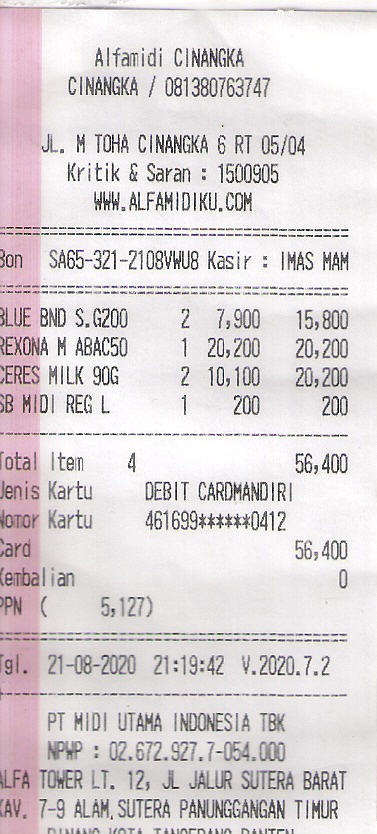 Alfamidi CINANGKA
CINANGKA / 081380763747
JL. M TOHA CINANGKA 6 RT 05/04
Kritik & Saran : 1500905
WWW.ALFAMIDIKU.COM
Bon SA65-321-2108VWU8 Kasir : IMAS MAM
BLUE BND S.G200 2 7,900 15,800
REXONA M ABAC50 1 20,200 20,200
CERES MILK 90G 2 10,100 20,200
SB MIDI REG L 1 200 200
Total Item 4 56,400
Jenis Kartu DEBIT CARDMANDIRI
Nomor Kartu 461699******0412
Card 56,400
Kembalian 0
PPN ( 5,127)
Tgl. 21-08-2020 21:19:42 V.2020.7.2
PT MIDI UTAMA INDONESIA TBK
NPWP : 02.672.927.7-054.000
ALFA TOWER LT. 12, JL JALUR SUTERA BARAT
KAV. 7-9 ALAM SUTERA PANUNGGANGAN TIMUR
PINANG KOTA TANGERANG BANTEN